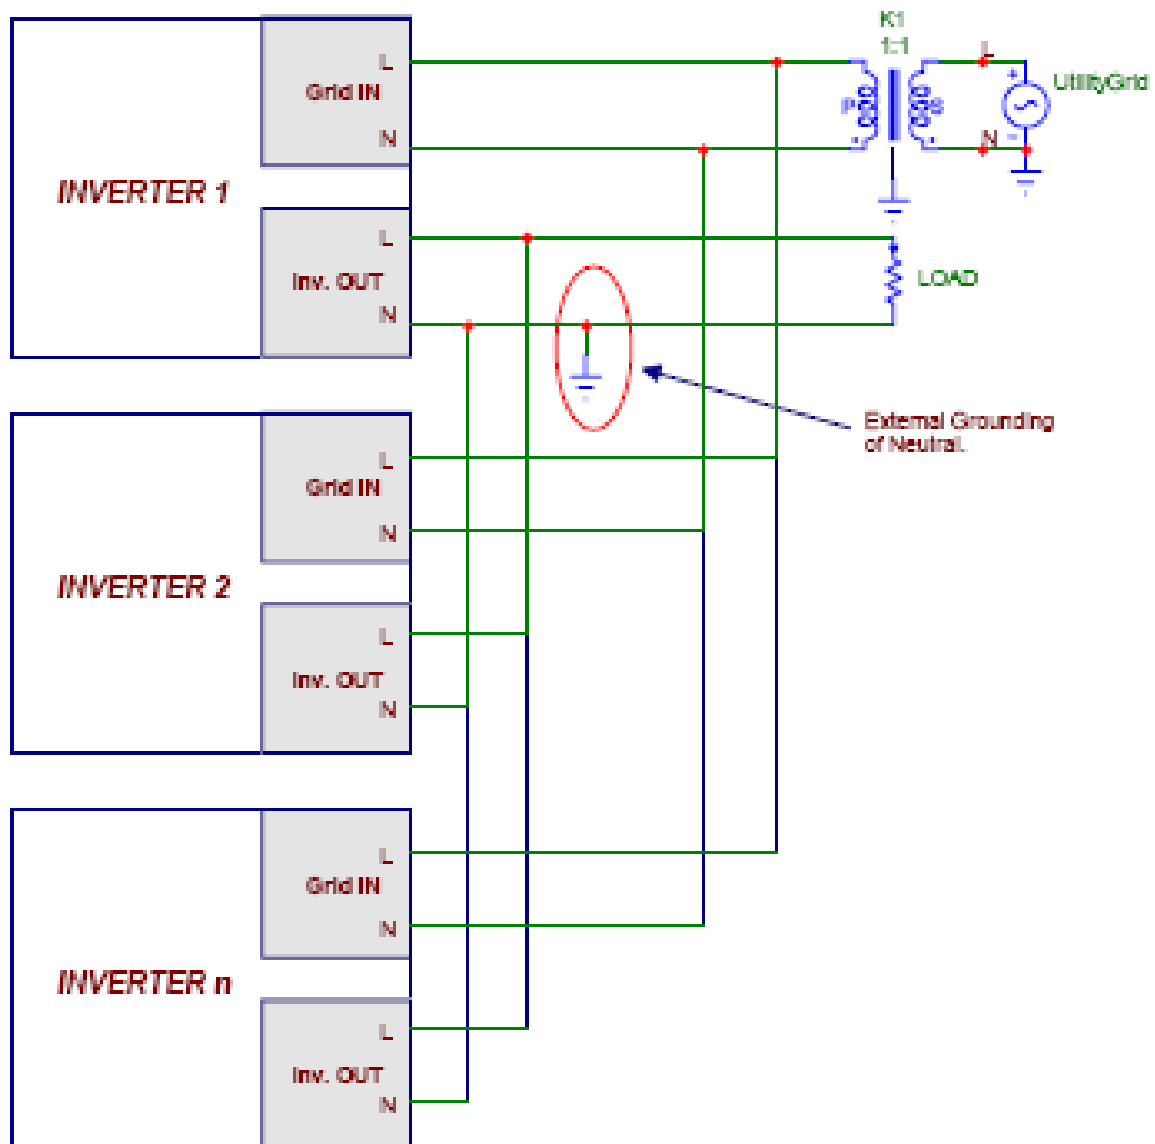 K1
1:1
L
Grid IN
N
L
UtilityGrid
P
S
N
INVERTER 1
L
Inv. OUT
N
LOAD
External Grounding
of Neutral.
L
Grid IN
N
INVERTER 2
L
Inv. OUT
N
L
Grid IN
N
INVERTER n
L
Inv. OUT
N